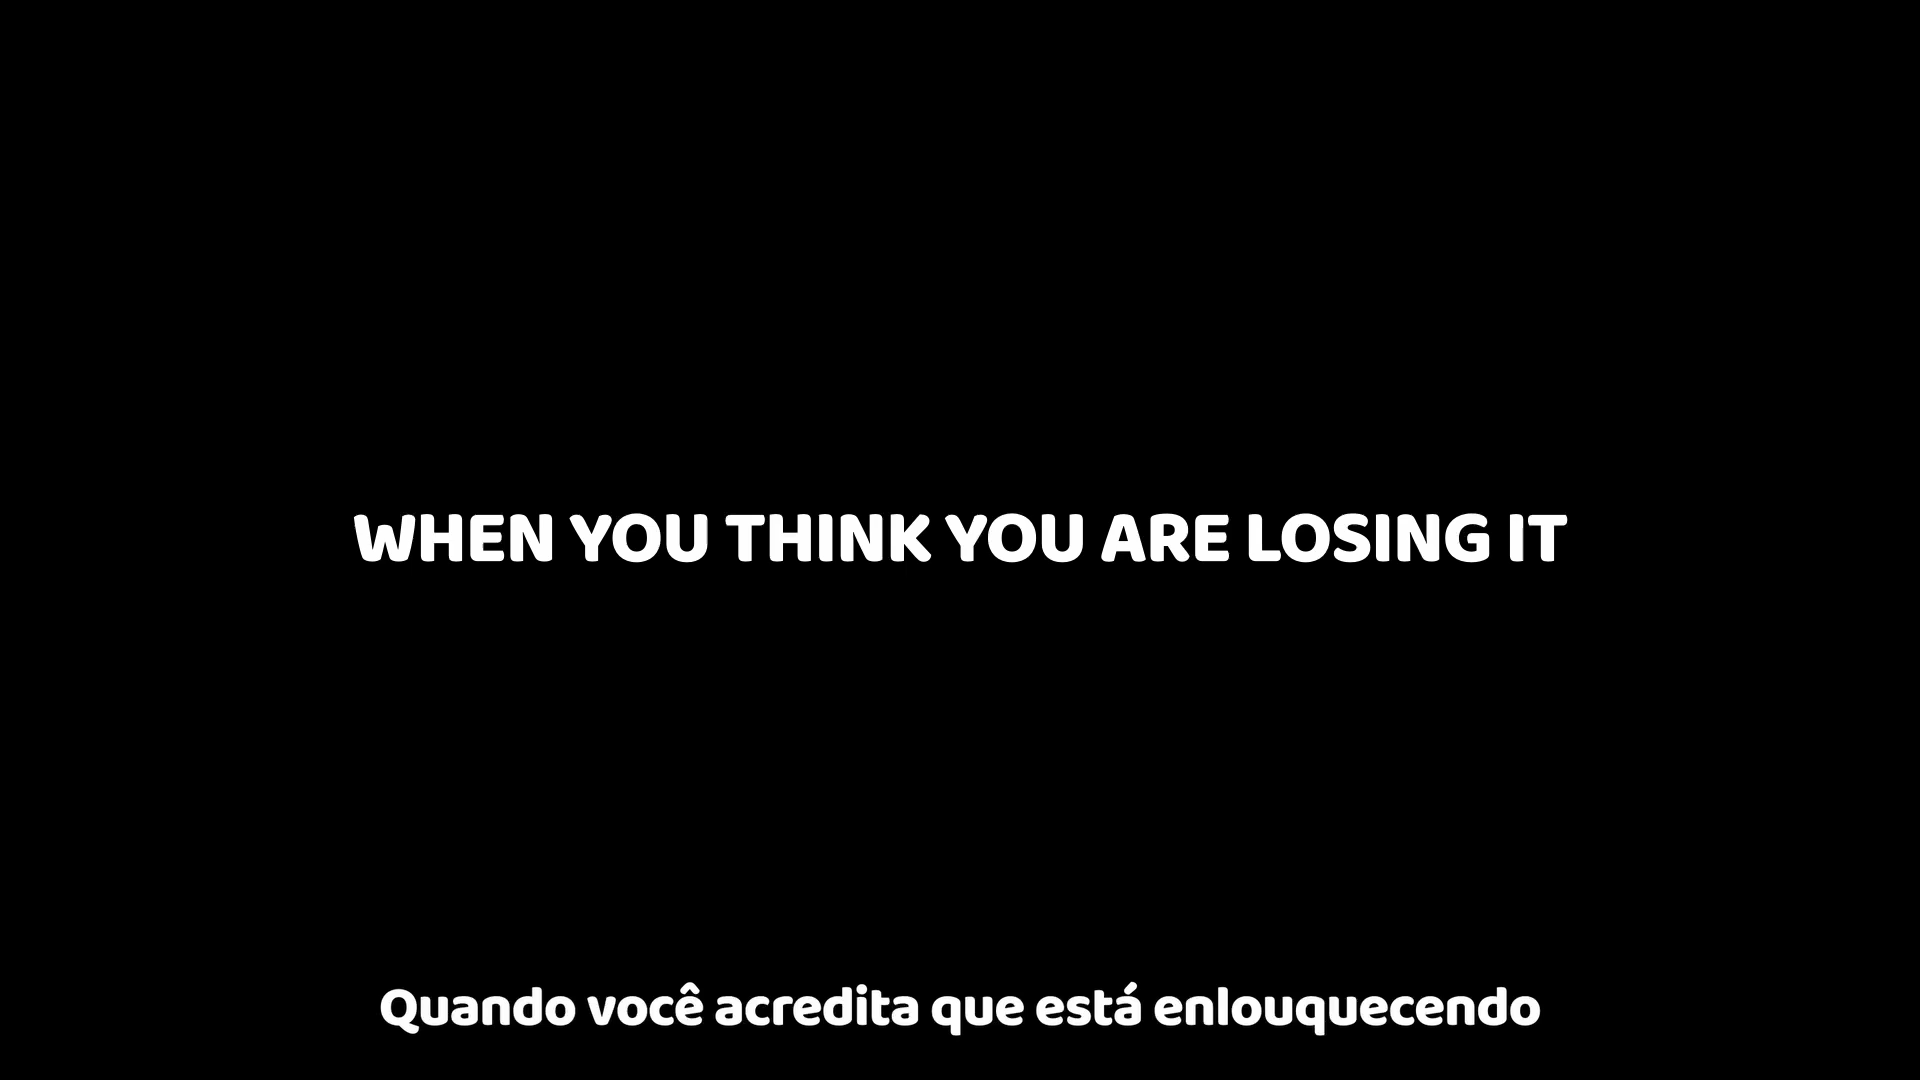 WHEN YOU THINK YOU ARE LOSING IT
Quando você acredita que está enlouquecendo